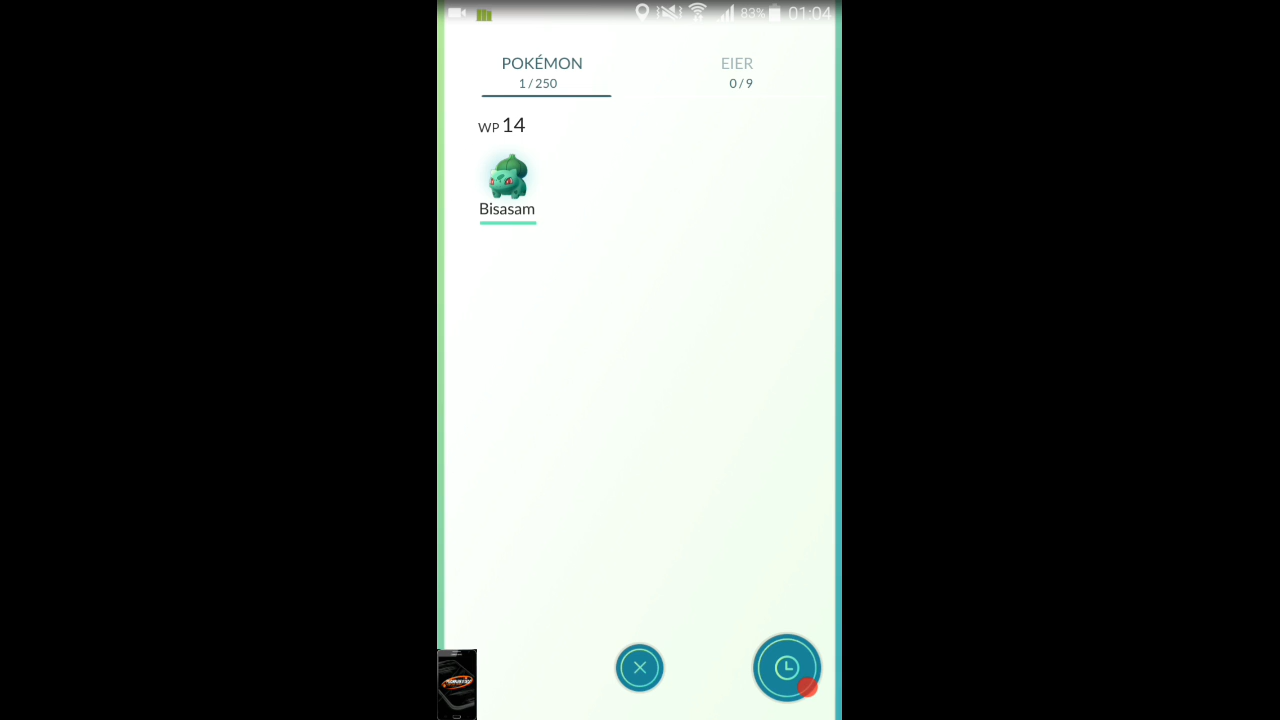 83% 01:04
POKÉMON EIER
1 / 250 0 / 9
WP 14
Bisasam